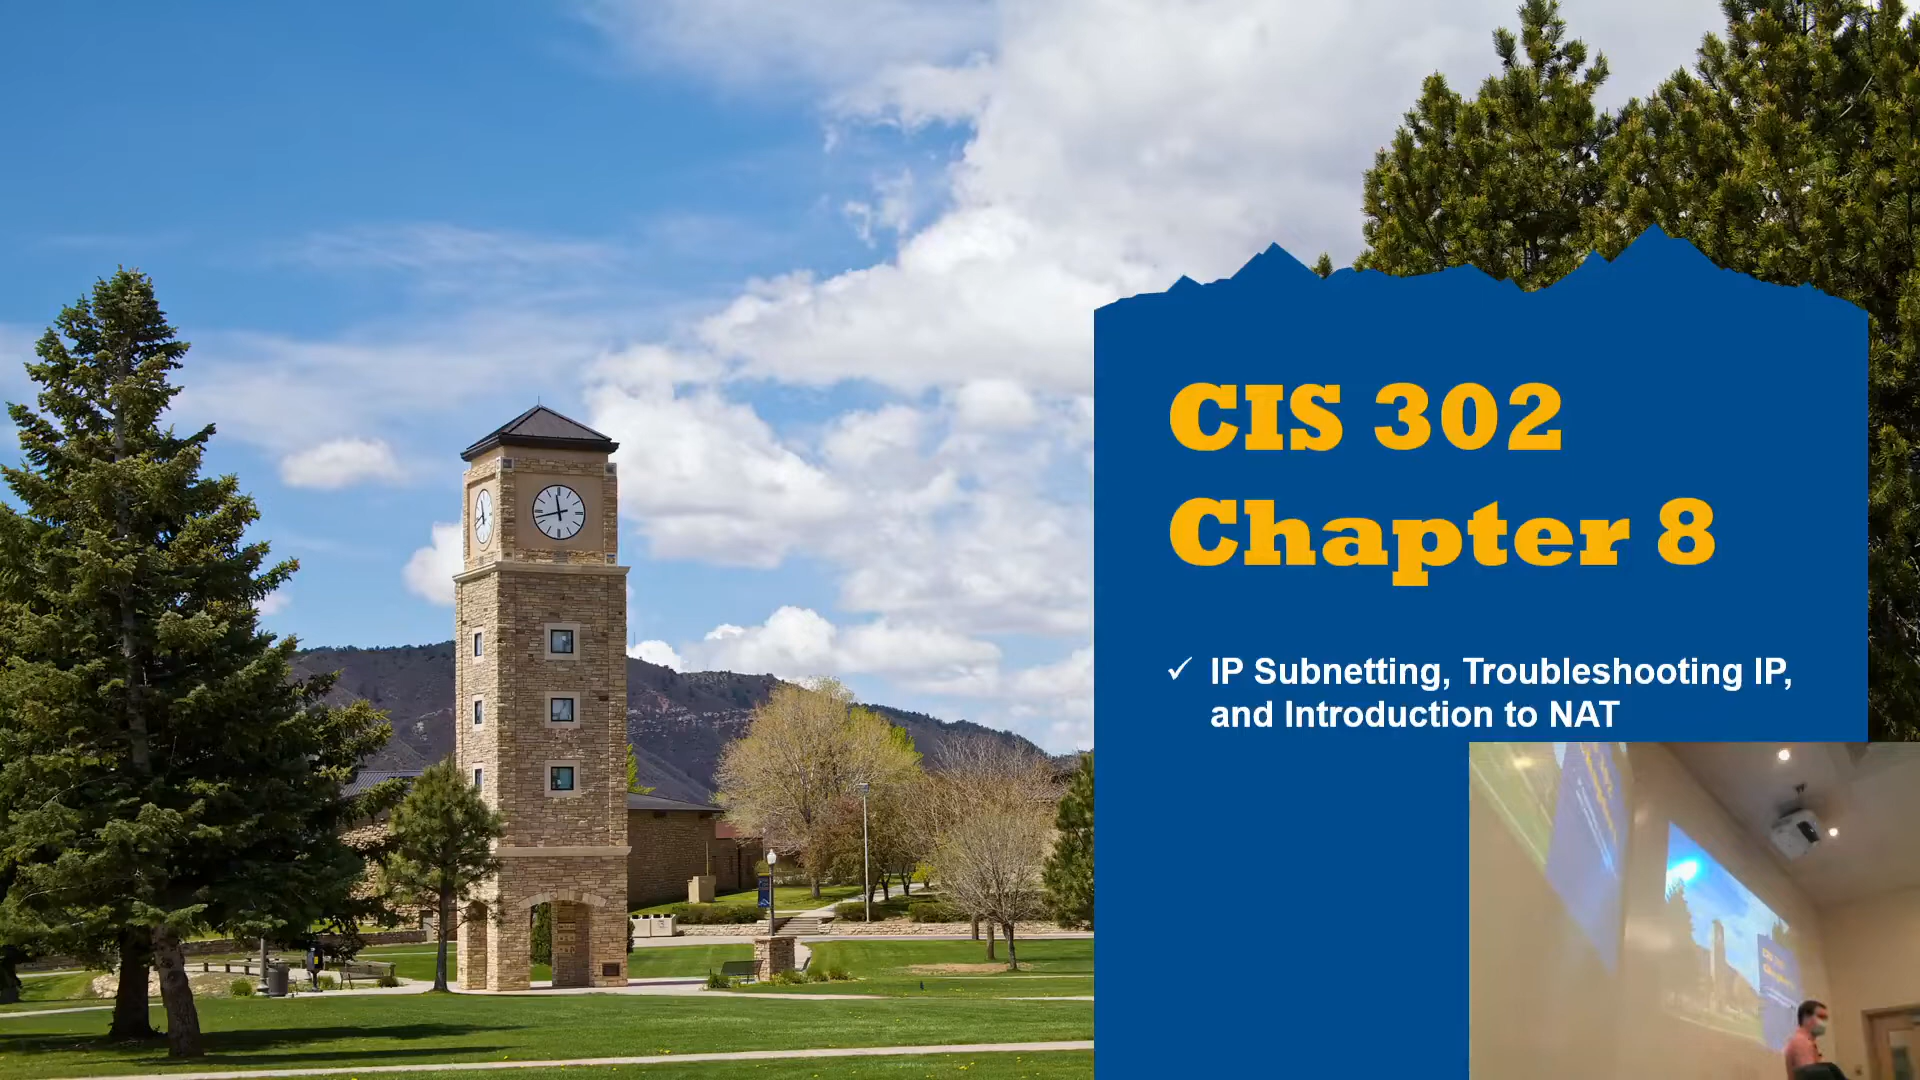 CIS 302
Chapter 8
✓ IP Subnetting, Troubleshooting IP,
and Introduction to NAT